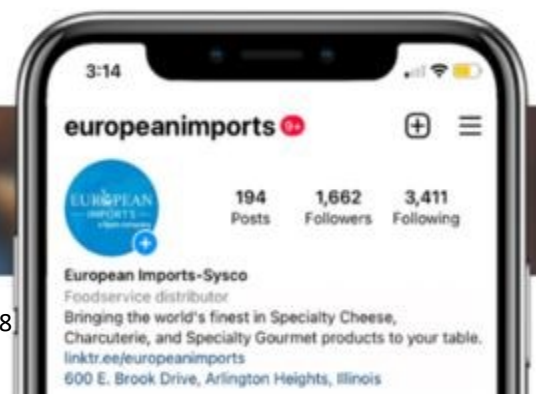 3:14
europeanimports 9+
EUROPEAN
IMPORTS
194 1,662 3,411
Posts Followers Following
European Imports-Sysco
Foodservice distributor
8
Bringing the world's finest in Specialty Cheese,
Charcuterie, and Specialty Gourmet products to your table.
linktr.ee/europeanimports
600 E. Brook Drive, Arlington Heights, Illinois